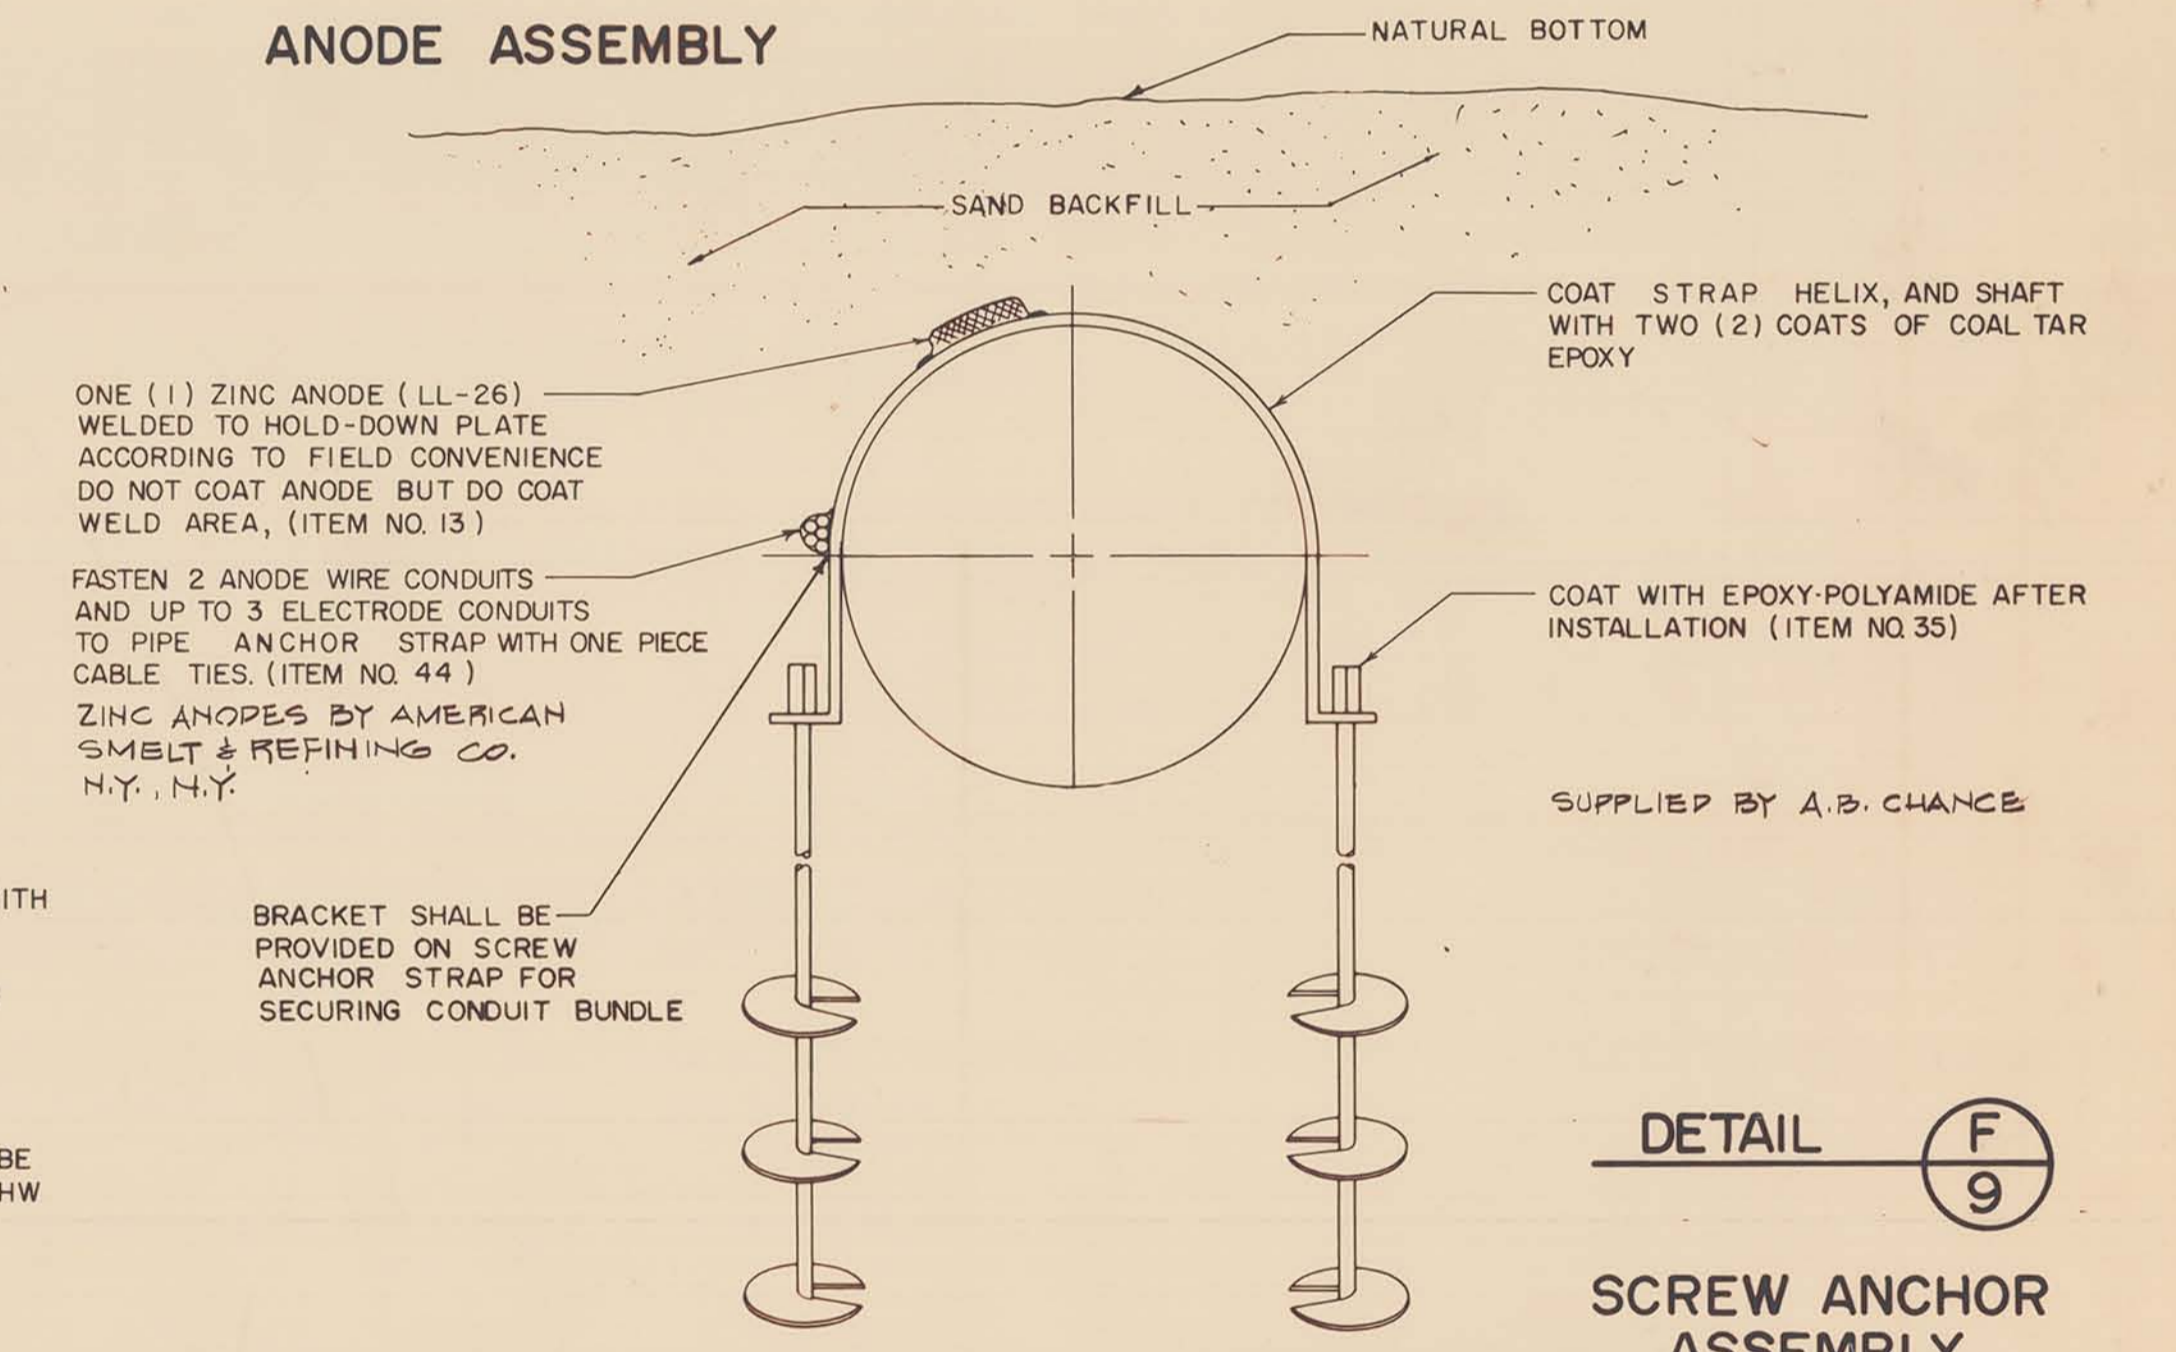 ANODE ASSEMBLY
NATURAL BOTTOM
SAND BACKFILL
COAT STRAP HELIX, AND SHAFT
WITH TWO (2) COATS OF COAL TAR
EPOXY
ONE (1) ZINC ANODE (LL-26)
WELDED TO HOLD-DOWN PLATE
ACCORDING TO FIELD CONVENIENCE
DO NOT COAT ANODE BUT DO COAT
WELD AREA, (ITEM NO. 13)
FASTEN 2 ANODE WIRE CONDUITS
AND UP TO 3 ELECTRODE CONDUITS
TO PIPE ANCHOR STRAP WITH ONE PIECE
CABLE TIES. (ITEM NO. 44)
ZINC ANODES BY AMERICAN
SMELT & REFINING CO.
N.Y., N.Y.
COAT WITH EPOXY-POLYAMIDE AFTER
INSTALLATION (ITEM NO. 35)
SUPPLIED BY A.B. CHANCE
ITH
BRACKET SHALL BE
PROVIDED ON SCREW
ANCHOR STRAP FOR
SECURING CONDUIT BUNDLE
BE
HW
DETAIL F
9
SCREW ANCHOR
ASSEMBLY